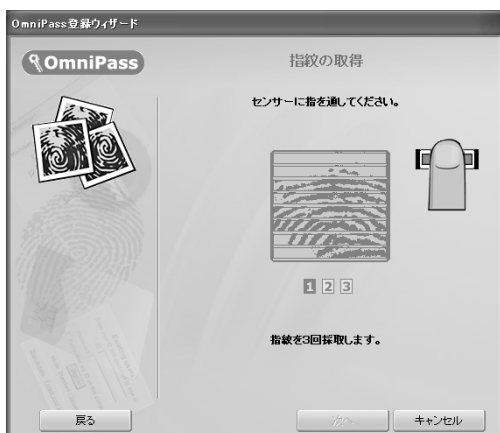 OmniPass登録ウィザード
OmniPass
指紋の取得
センサーに指を通してください。
1 2 3
指紋を3回採取します。
戻る
次へ
キャンセル